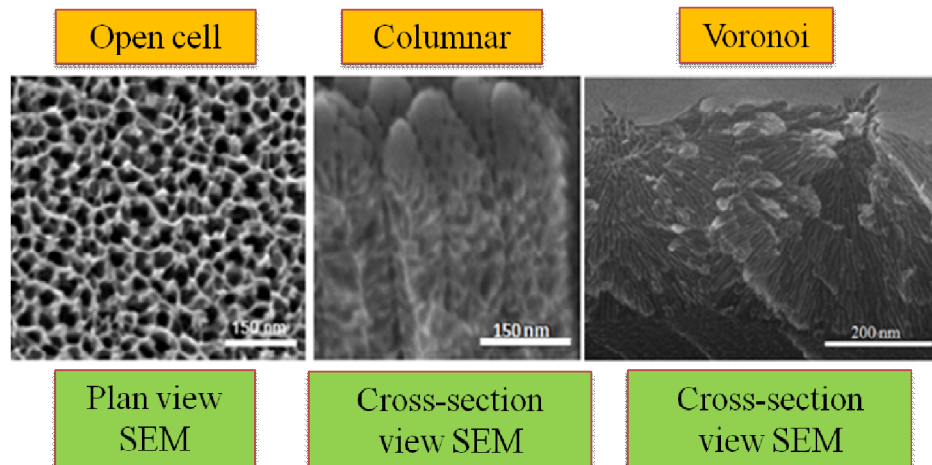 Open cell
Columnar
Voronoi
150 nm
150 nm
200 nm
Plan view
SEM
Cross-section
view SEM
Cross-section
view SEM